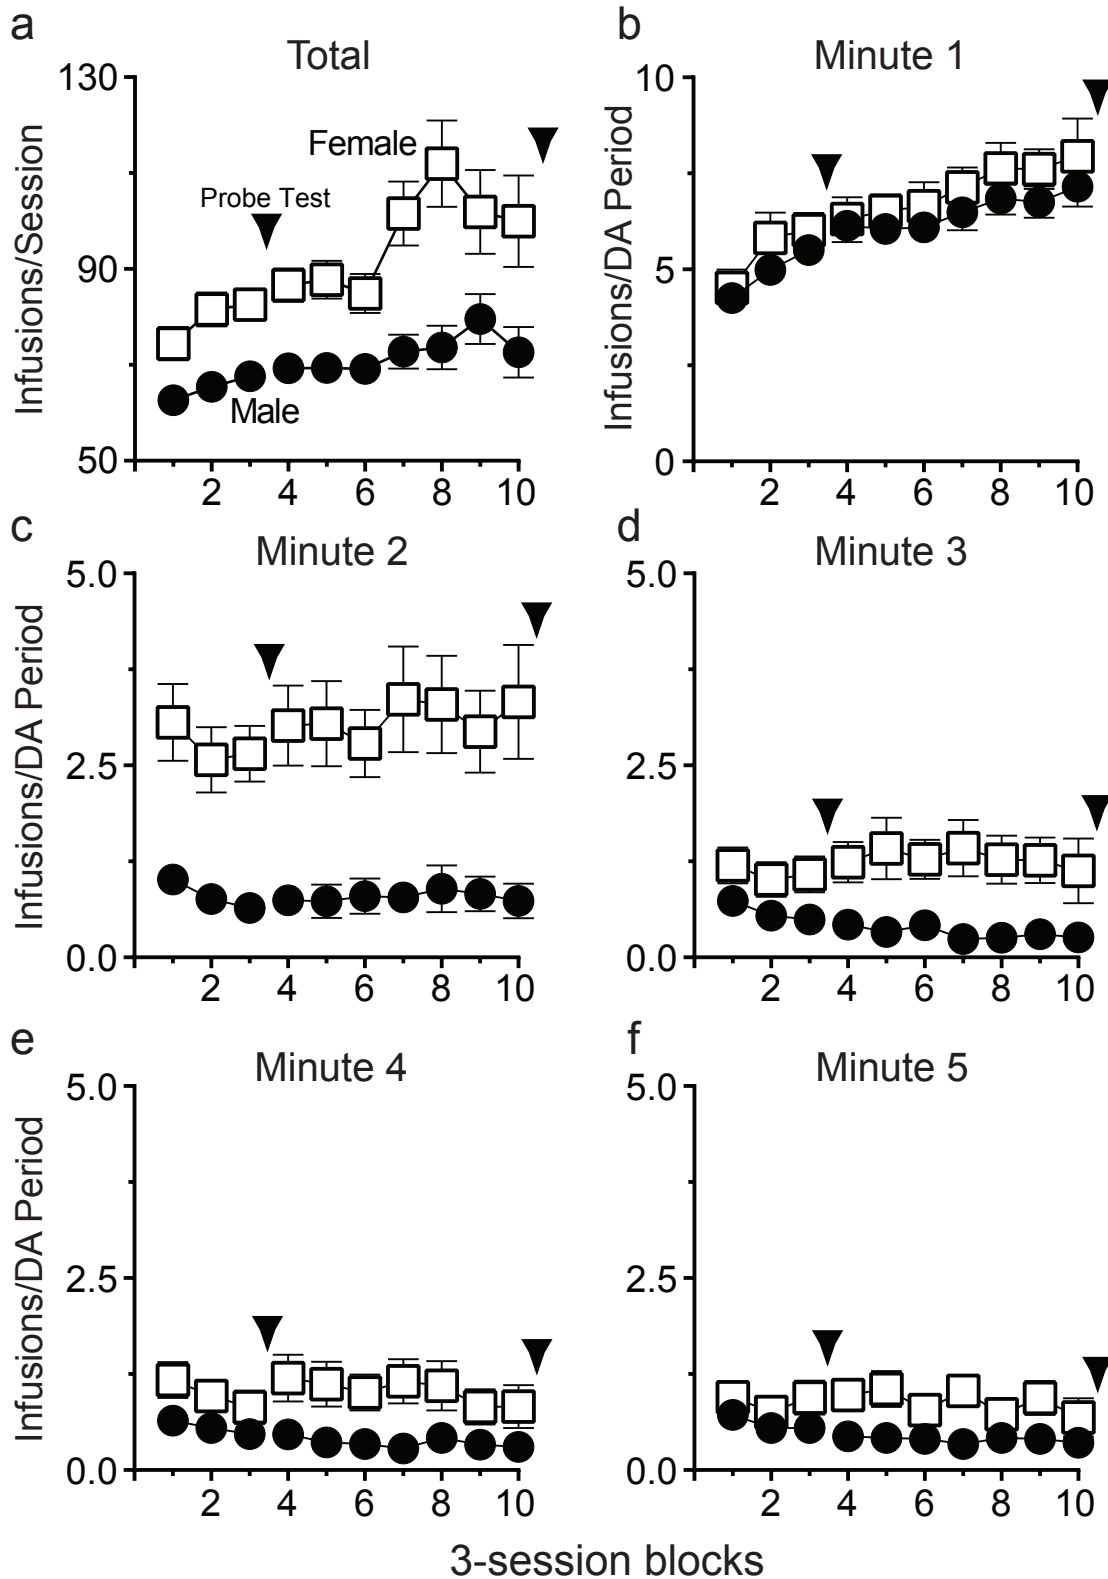 a
Total
130
90
50
Infusions/Session
Female
Probe Test
Male
2 4 6 8 10
b
Minute 1
10
5
0
Infusions/DA Period
2 4 6 8 10
c
Minute 2
5.0
2.5
0.0
Infusions/DA Period
2 4 6 8 10
d
Minute 3
5.0
2.5
0.0
2 4 6 8 10
e
Minute 4
5.0
2.5
0.0
Infusions/DA Period
2 4 6 8 10
f
Minute 5
5.0
2.5
0.0
2 4 6 8 10
3-session blocks